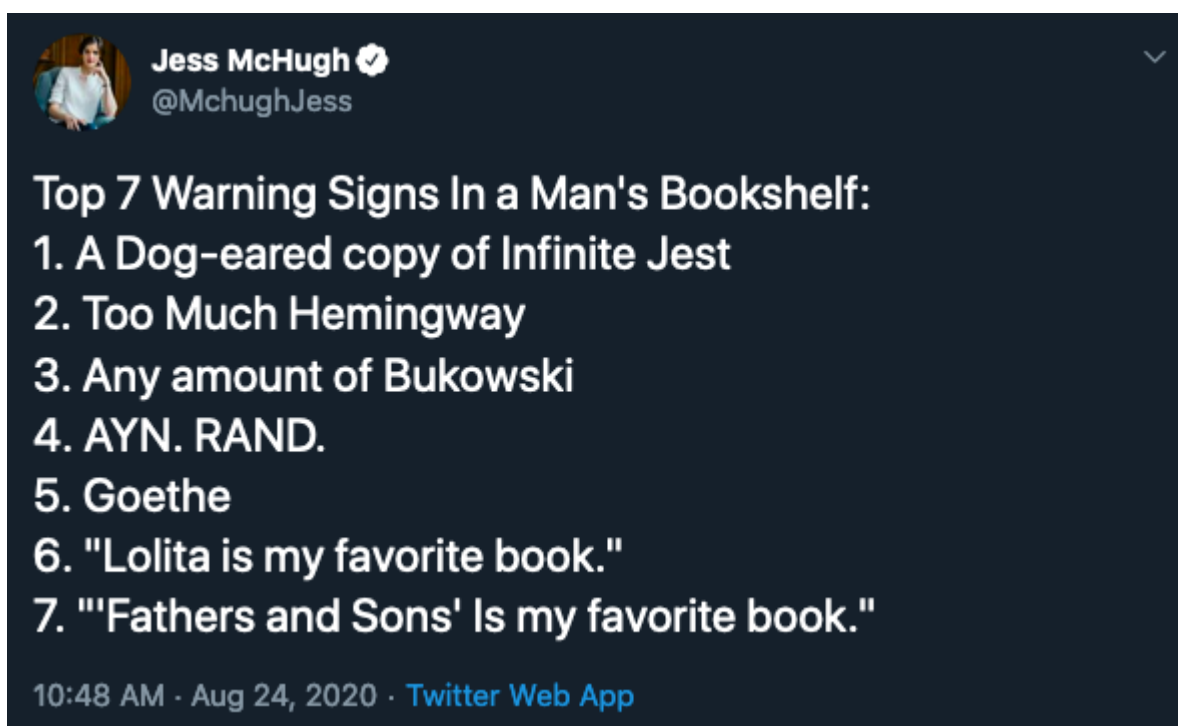 Jess McHugh
@MchughJess
Top 7 Warning Signs In a Man's Bookshelf:
1. A Dog-eared copy of Infinite Jest
2. Too Much Hemingway
3. Any amount of Bukowski
4. AYN. RAND.
5. Goethe
6. "Lolita is my favorite book."
7. "'Fathers and Sons' Is my favorite book."
10:48 AM · Aug 24, 2020 · Twitter Web App